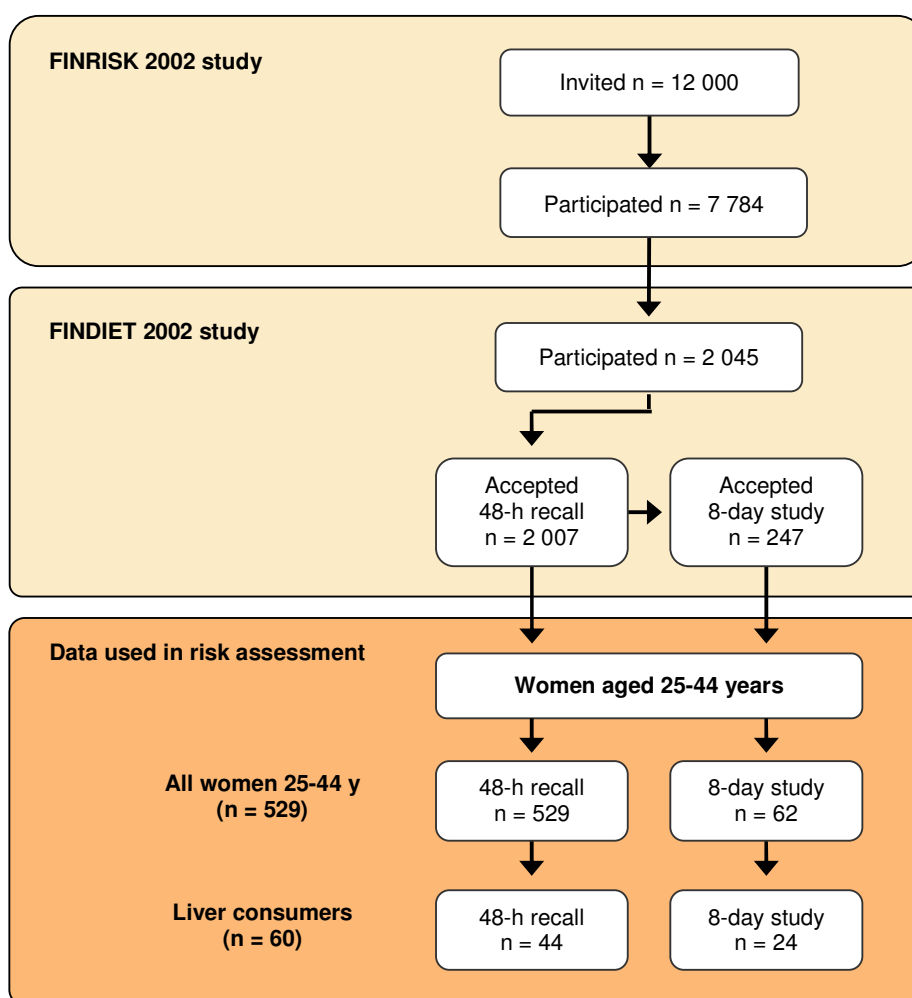 FINRISK 2002 study
Invited n = 12 000
Participated n = 7 784
FINDIET 2002 study
Participated n = 2 045
Accepted
48-h recall
n = 2 007
Accepted
8-day study
n = 247
Data used in risk assessment
Women aged 25-44 years
All women 25-44 y
(n = 529)
48-h recall
n = 529
8-day study
n = 62
Liver consumers
(n = 60)
48-h recall
n = 44
8-day study
n = 24